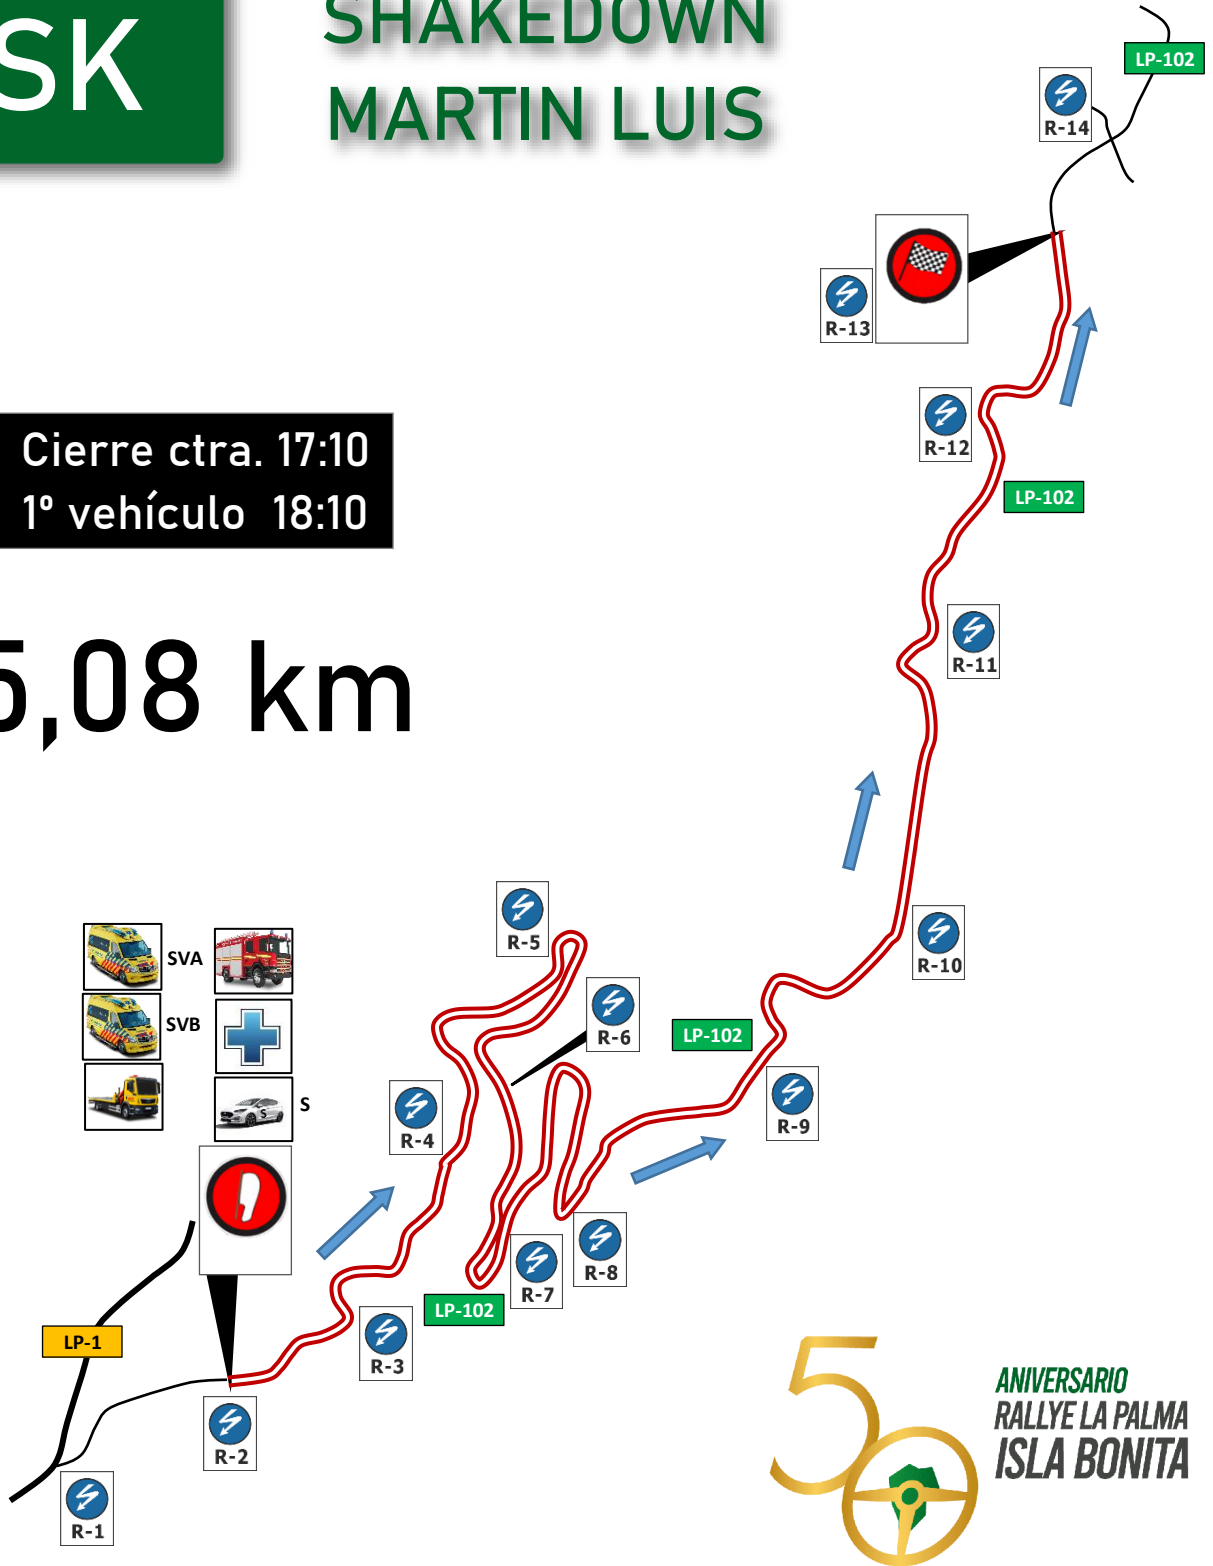 SK
SHAKEDOWN
MARTIN LUIS
LP-102
R-14
R-13
Cierre ctra. 17:10
1º vehículo 18:10
R-12
LP-102
5,08 km
R-11
R-5
R-10
SVA
SVB
R-6
LP-102
S
R-4
R-9
R-8
R-7
LP-102
LP-1
R-3
R-2
R-1
50
ANIVERSARIO
RALLYE LA PALMA
ISLA BONITA